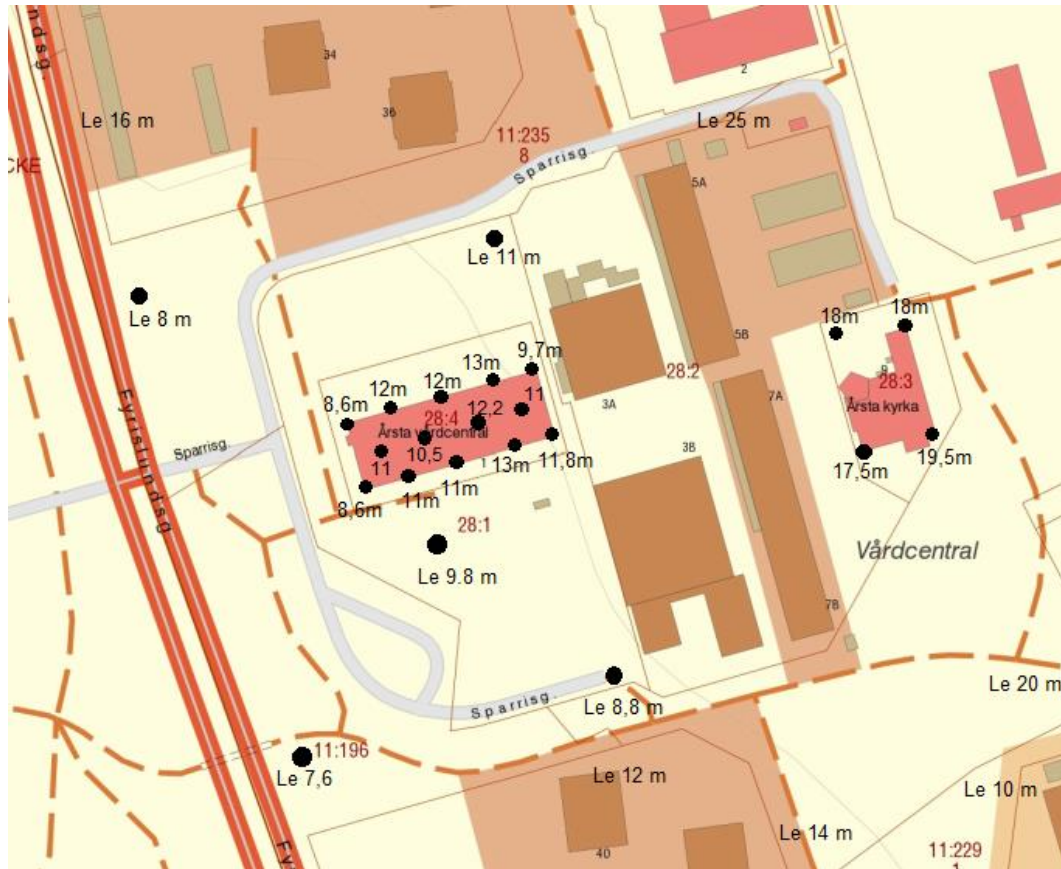 ndsg.
34
2
Le 16 m
36
Le 25 m
11:235
8
Sparrisg.
CKE
5A
Le 11 m
Le 8 m
18m
18m
5B
9,7m
13m
12m
12m
28:2
28:3
8,6m
28:4
12,2
11
7A
3A
Årsta kyrka
Årsta vårdcentral
Fyrislundsg
Sparrisg.
10,5
11
1
13m
11,8m
3B
17,5m
19,5m
8,6m
11m
11m
28:1
Vårdcentral
Le 9.8 m
7B
Le 20 m
Sparrisg.
Le 8,8 m
11:196
Le 7,6
Le 12 m
Le 10 m
Le 14 m
40
11:229
1
Fy